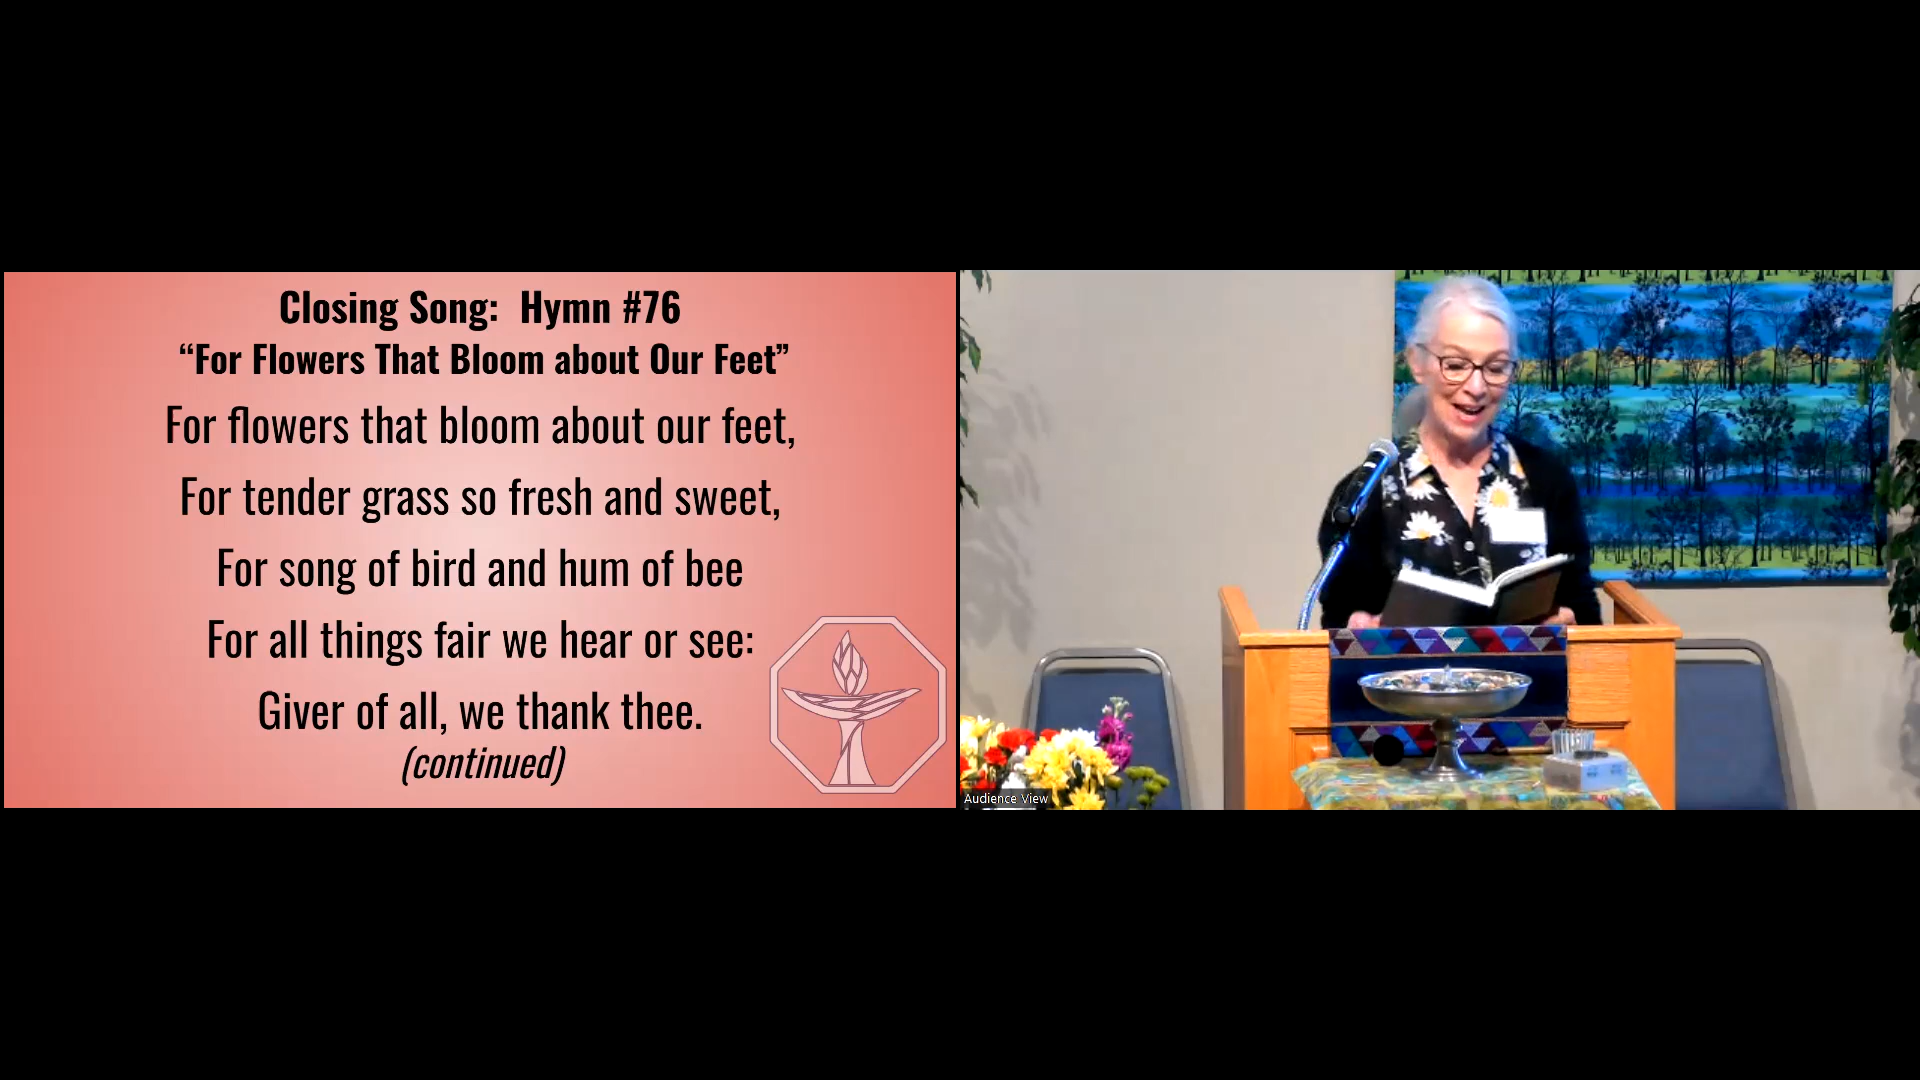 Closing Song:  Hymn #76
“For Flowers That Bloom about Our Feet”
For flowers that bloom about our feet,
For tender grass so fresh and sweet,
For song of bird and hum of bee
For all things fair we hear or see:
Giver of all, we thank thee.
(continued)
Audience View